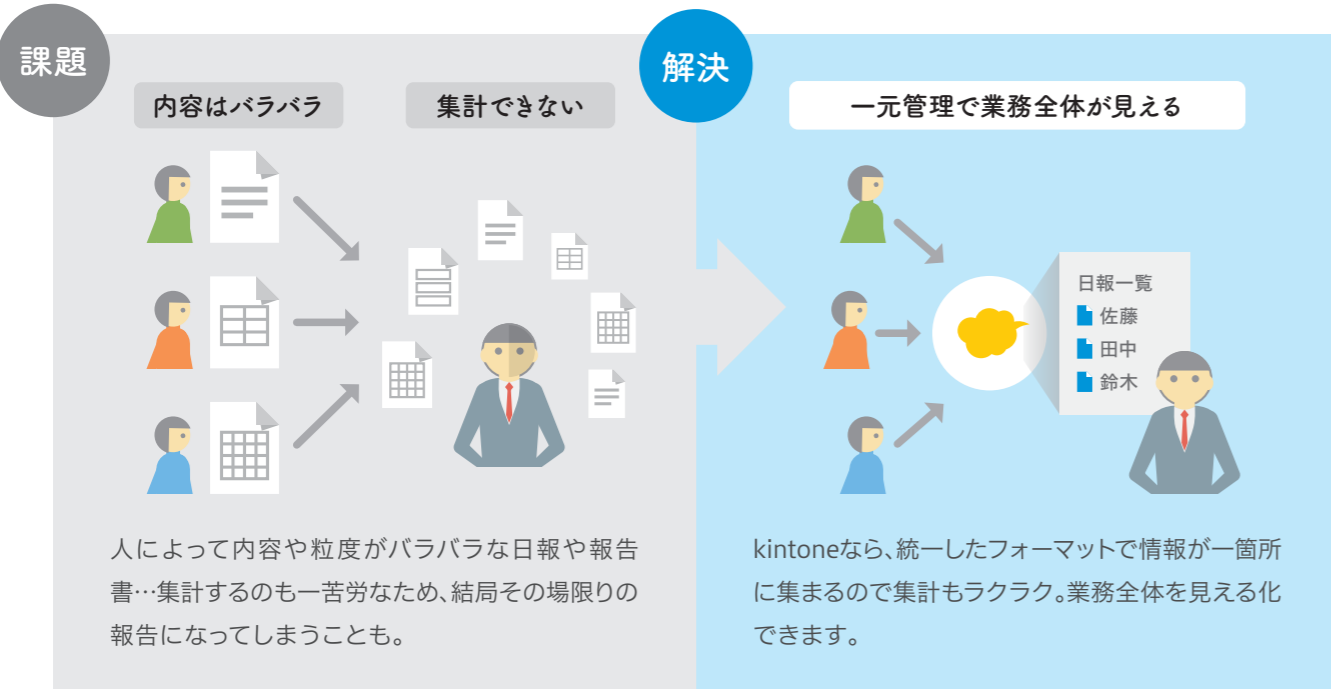 課題
内容はバラバラ
集計できない
人によって内容や粒度がバラバラな日報や報告
書…集計するのも一苦労なため、結局その場限りの
報告になってしまうことも。
解決
一元管理で業務全体が見える
日報一覧
佐藤
田中
鈴木
kintoneなら、統一したフォーマットで情報が一箇所
に集まるので集計もラクラク。業務全体を見える化
できます。